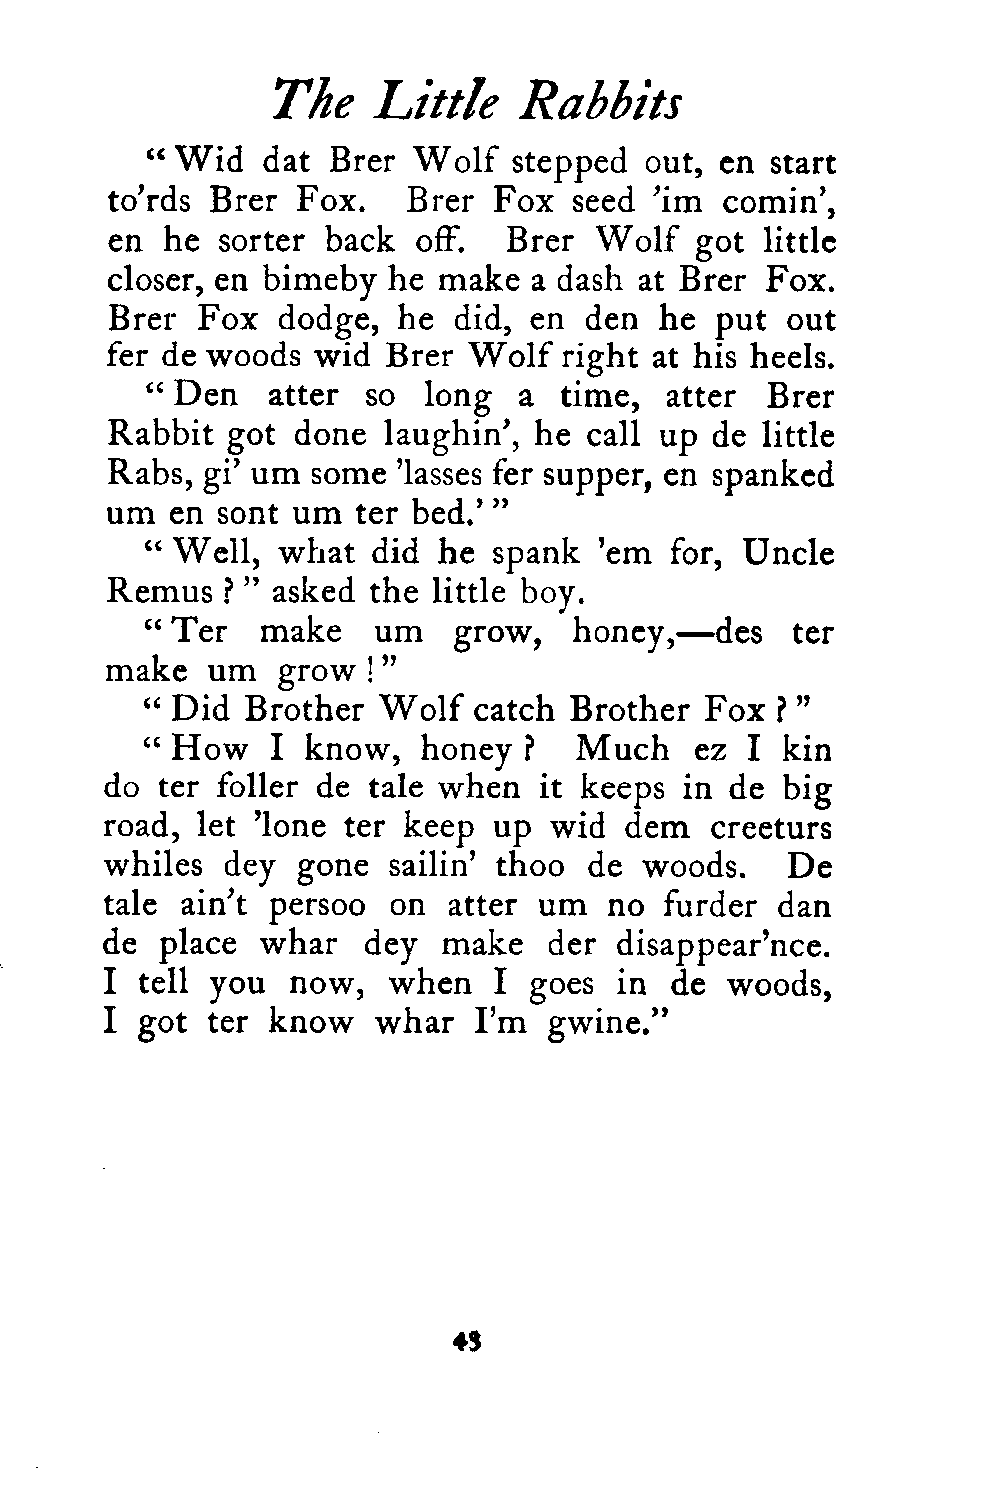 The Little Rabbits
“Wid dat Brer Wolf stepped out, en start
to’rds Brer Fox. Brer Fox seed ’im comin’,
en he sorter back off. Brer Wolf got little
closer, en bimeby he make a dash at Brer Fox.
Brer Fox dodge, he did, en den he put out
fer de woods wid Brer Wolf right at his heels.
“Den atter so long a time, atter Brer
Rabbit got done laughin’, he call up de little
Rabs, gi’ um some ’lasses fer supper, en spanked
um en sont um ter bed.’”
“Well, what did he spank ’em for, Uncle
Remus?” asked the little boy.
“Ter make um grow, honey,—des ter
make um grow!”
“Did Brother Wolf catch Brother Fox?”
“How I know, honey? Much ez I kin
do ter foller de tale when it keeps in de big
road, let ’lone ter keep up wid dem creeturs
whiles dey gone sailin’ thoo de woods. De
tale ain’t persoo on atter um no furder dan
de place whar dey make der disappear’nce.
I tell you now, when I goes in de woods,
I got ter know whar I’m gwine.”